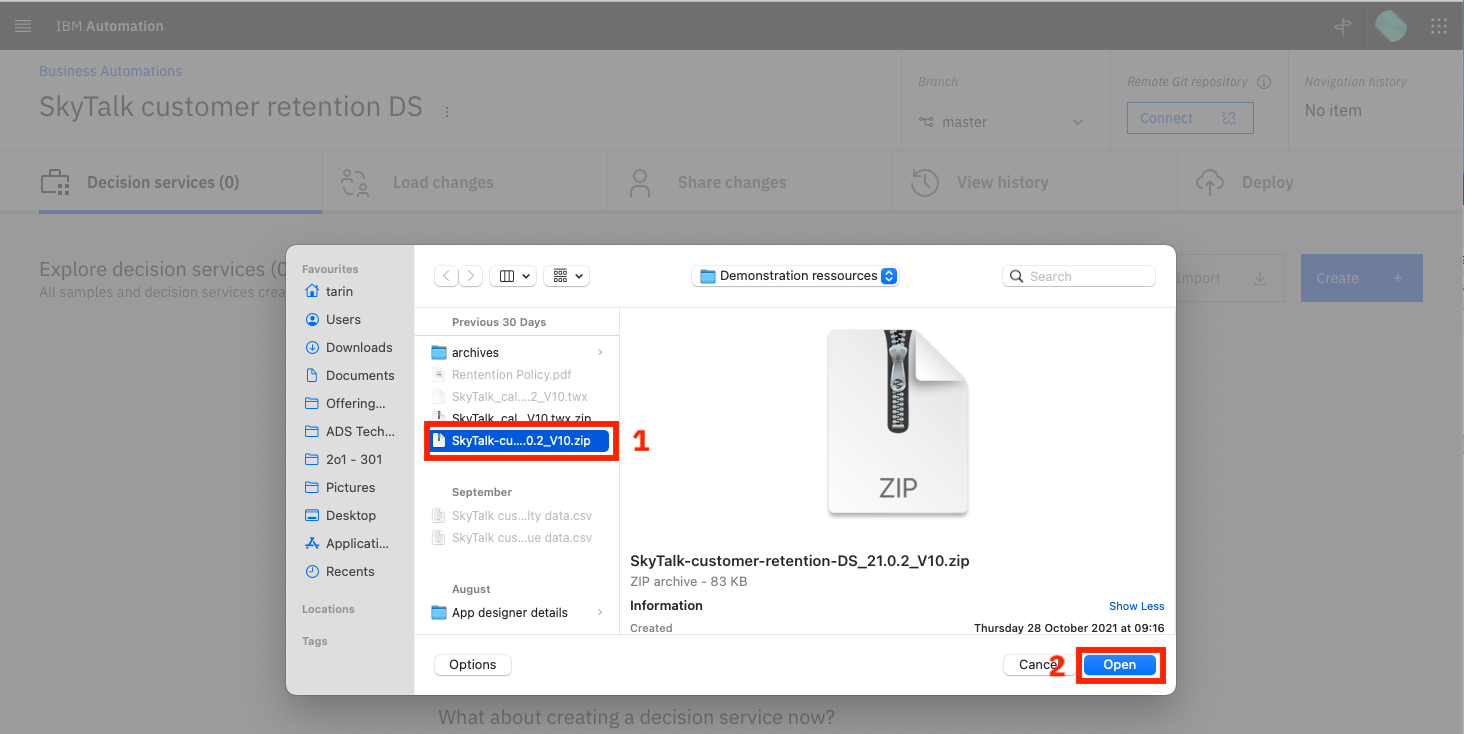 IBM Automation
Business Automations
SkyTalk customer retention DS
Branch
master
Remote Git repository
Connect
Navigation history
No item
Decision services (0)
Load changes
Share changes
View history
Deploy
Explore decision services (0
All samples and decision services crea
Import
Create +
Favourites
tarin
Users
Downloads
Documents
Offering...
ADS Tech...
2o1 - 301
Pictures
Desktop
Applicati...
Recents
Locations
Tags
Demonstration ressources
Search
Previous 30 Days
archives
Rentention Policy.pdf
SkyTalk_cal....2_V10.twx
SkyTalk_cal...V10.twx.zip
SkyTalk-cu....0.2_V10.zip
1
September
SkyTalk cus...lty data.csv
SkyTalk cus...ue data.csv
August
App designer details
ZIP
SkyTalk-customer-retention-DS_21.0.2_V10.zip
ZIP archive - 83 KB
Information
Show Less
Created
Thursday 28 October 2021 at 09:16
Options
Cancel
2
Open
What about creating a decision service now?